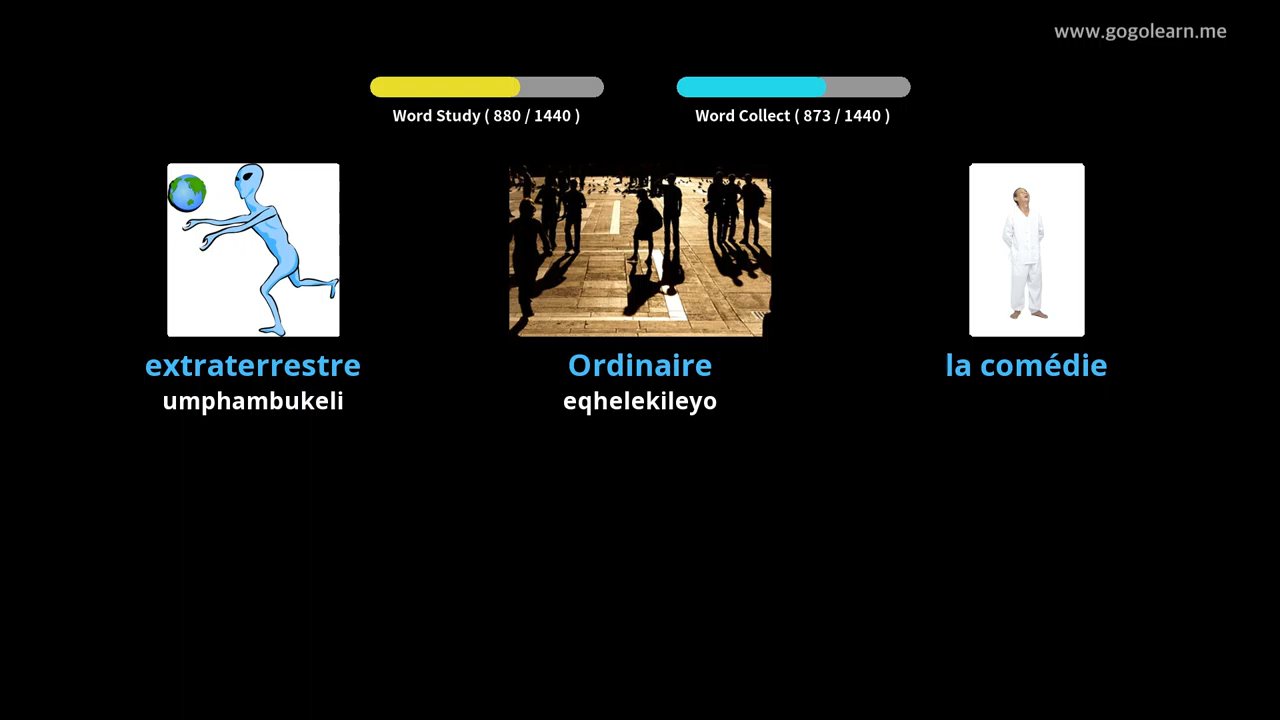 www.gogolearn.me
Word Study ( 880 / 1440 )
Word Collect ( 873 / 1440 )
extraterrestre
umphambukeli
Ordinaire
eqhelekileyo
la comédie